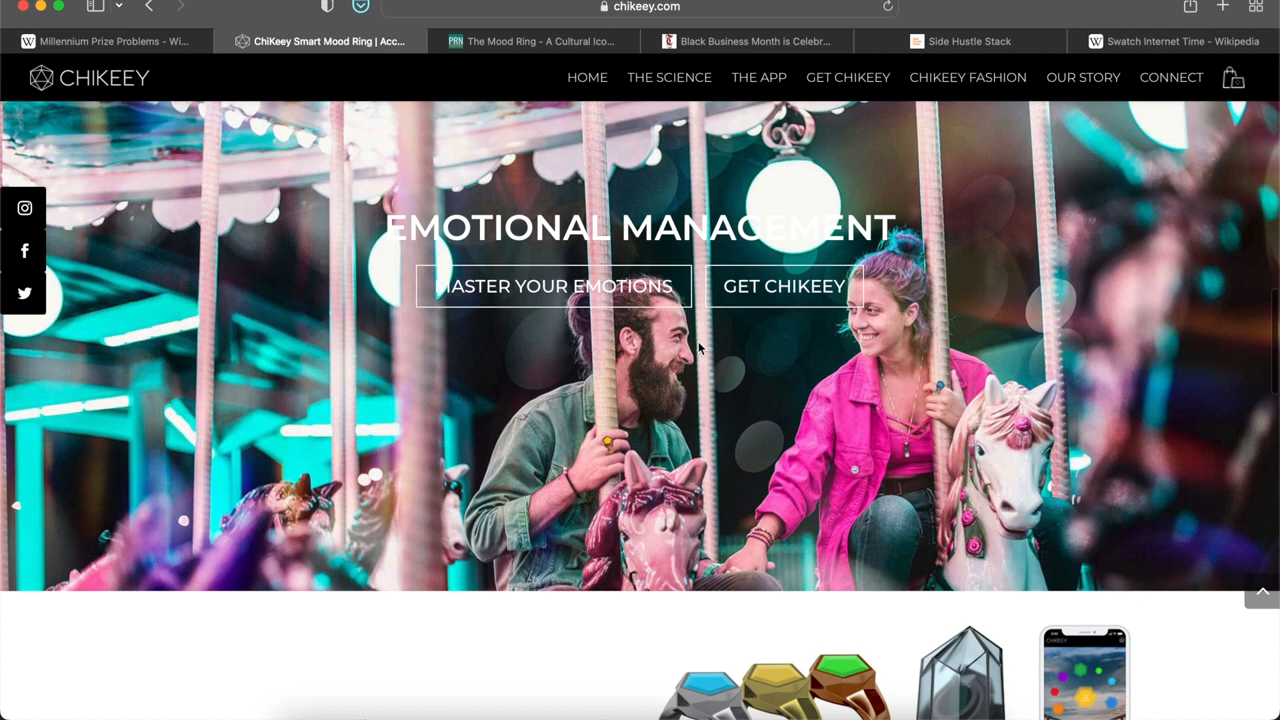 chikeey.com
Millennium Prize Problems - Wi...
ChiKeey Smart Mood Ring | Acc...
The Mood Ring - A Cultural Ico...
Black Business Month is Celebr...
Side Hustle Stack
Swatch Internet Time - Wikipedia
CHIKEEY
HOME
THE SCIENCE
THE APP
GET CHIKEEY
CHIKEEY FASHION
OUR STORY
CONNECT
EMOTIONAL MANAGEMENT
MASTER YOUR EMOTIONS
GET CHIKEEY